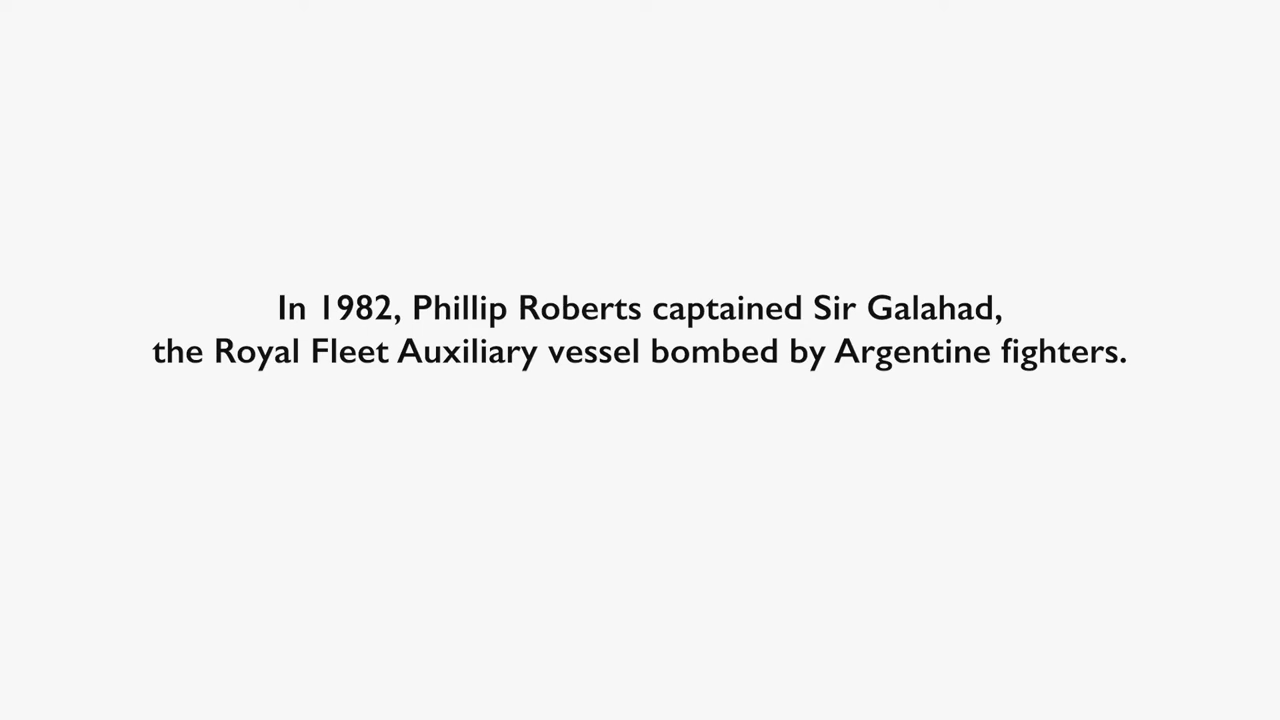 In 1982, Phillip Roberts captained Sir Galahad,
the Royal Fleet Auxiliary vessel bombed by Argentine fighters.